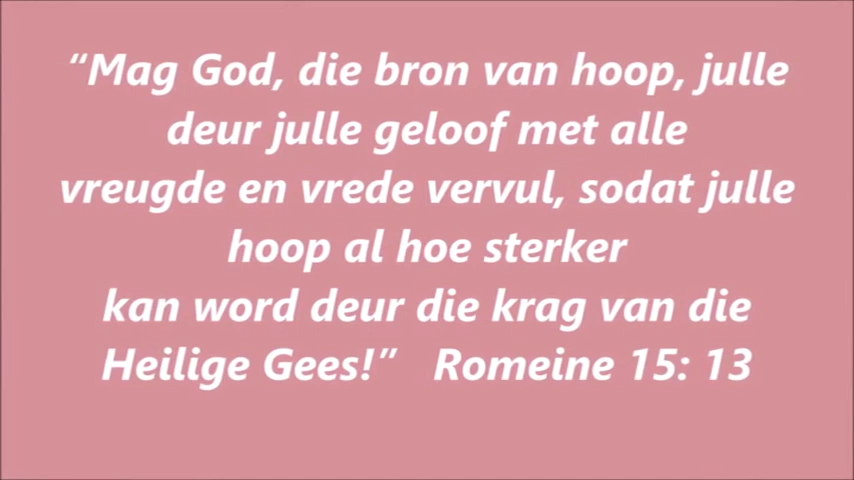 “Mag God, die bron van hoop, julle
deur julle geloof met alle
vreugde en vrede vervul, sodat julle
hoop al hoe sterker
kan word deur die krag van die
Heilige Gees!” Romeine 15: 13